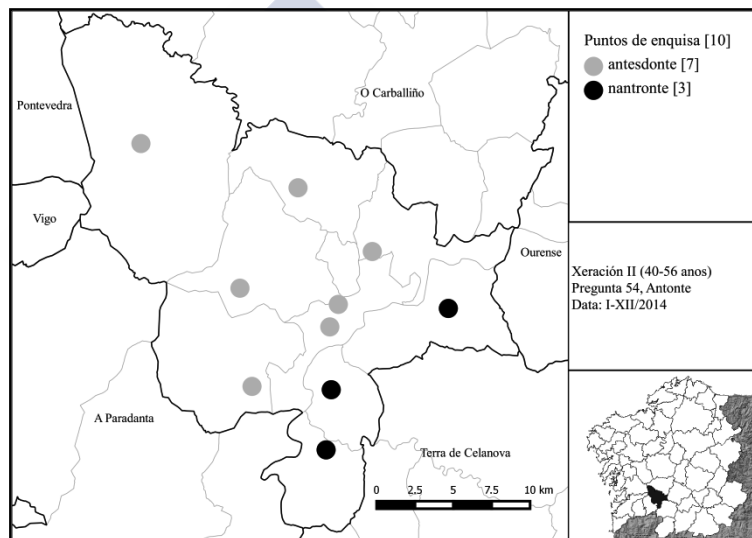 Pontevedra
O Carballiño
Vigo
Ourense
A Paradanta
Terra de Celanova
0 2,5 5 7.5 10 km
Puntos de enquisa [10]
antesdonte [7]
nantronte [3]
Xeración II (40-56 anos)
Pregunta 54, Antonte
Data: I-XII/2014